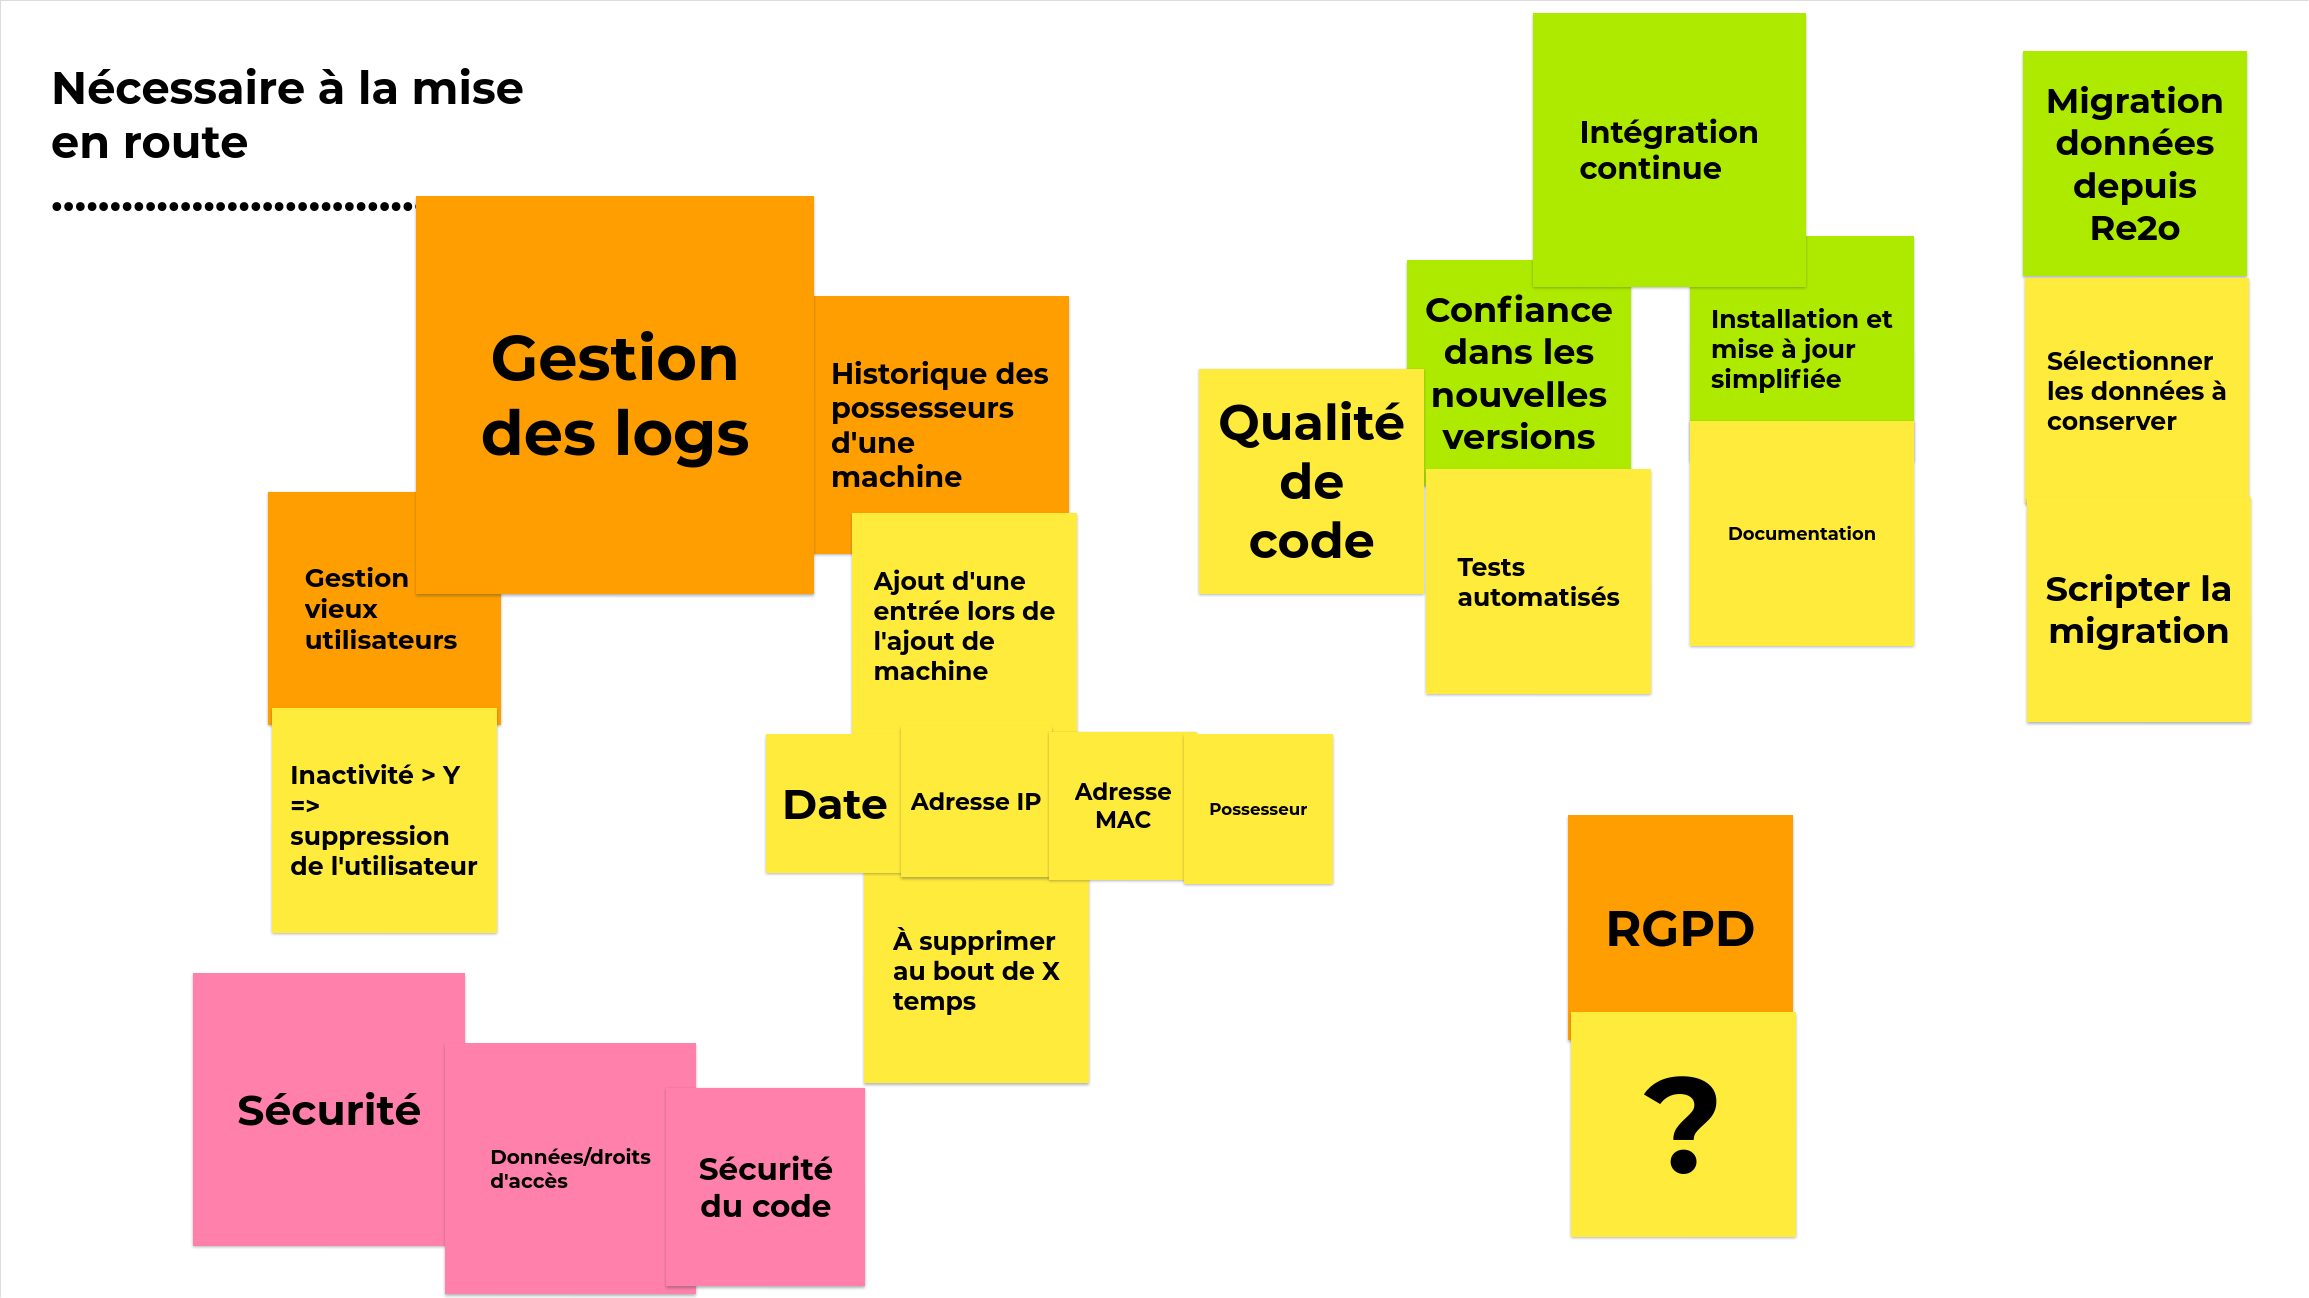 Nécessaire à la mise
en route
Gestion
des logs
Historique des
possesseurs
d'une
machine
Gestion
vieux
utilisateurs
Inactivité > Y
=>
suppression
de l'utilisateur
Ajout d'une
entrée lors de
l'ajout de
machine
Date
Adresse IP
Adresse
MAC
Possesseur
À supprimer
au bout de X
temps
Sécurité
Données/droits
d'accès
Sécurité
du code
Intégration
continue
Confiance
dans les
nouvelles
versions
Installation et
mise à jour
simplifiée
Qualité
de
code
Tests
automatisés
Documentation
Migration
données
depuis
Re2o
Sélectionner
les données à
conserver
Scripter la
migration
RGPD
?